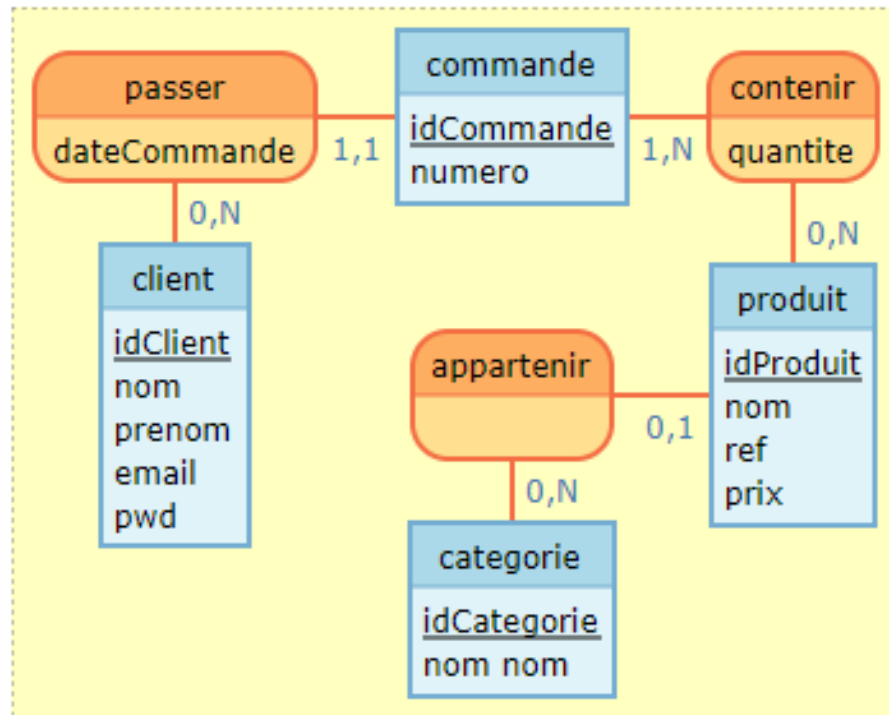 passer
dateCommande
1,1
commande
idCommande
numero
1,N
contenir
quantite
0,N
client
idClient
nom
prenom
email
pwd
0,N
produit
idProduit
nom
ref
prix
appartenir
0,1
0,N
categorie
idCategorie
nom nom